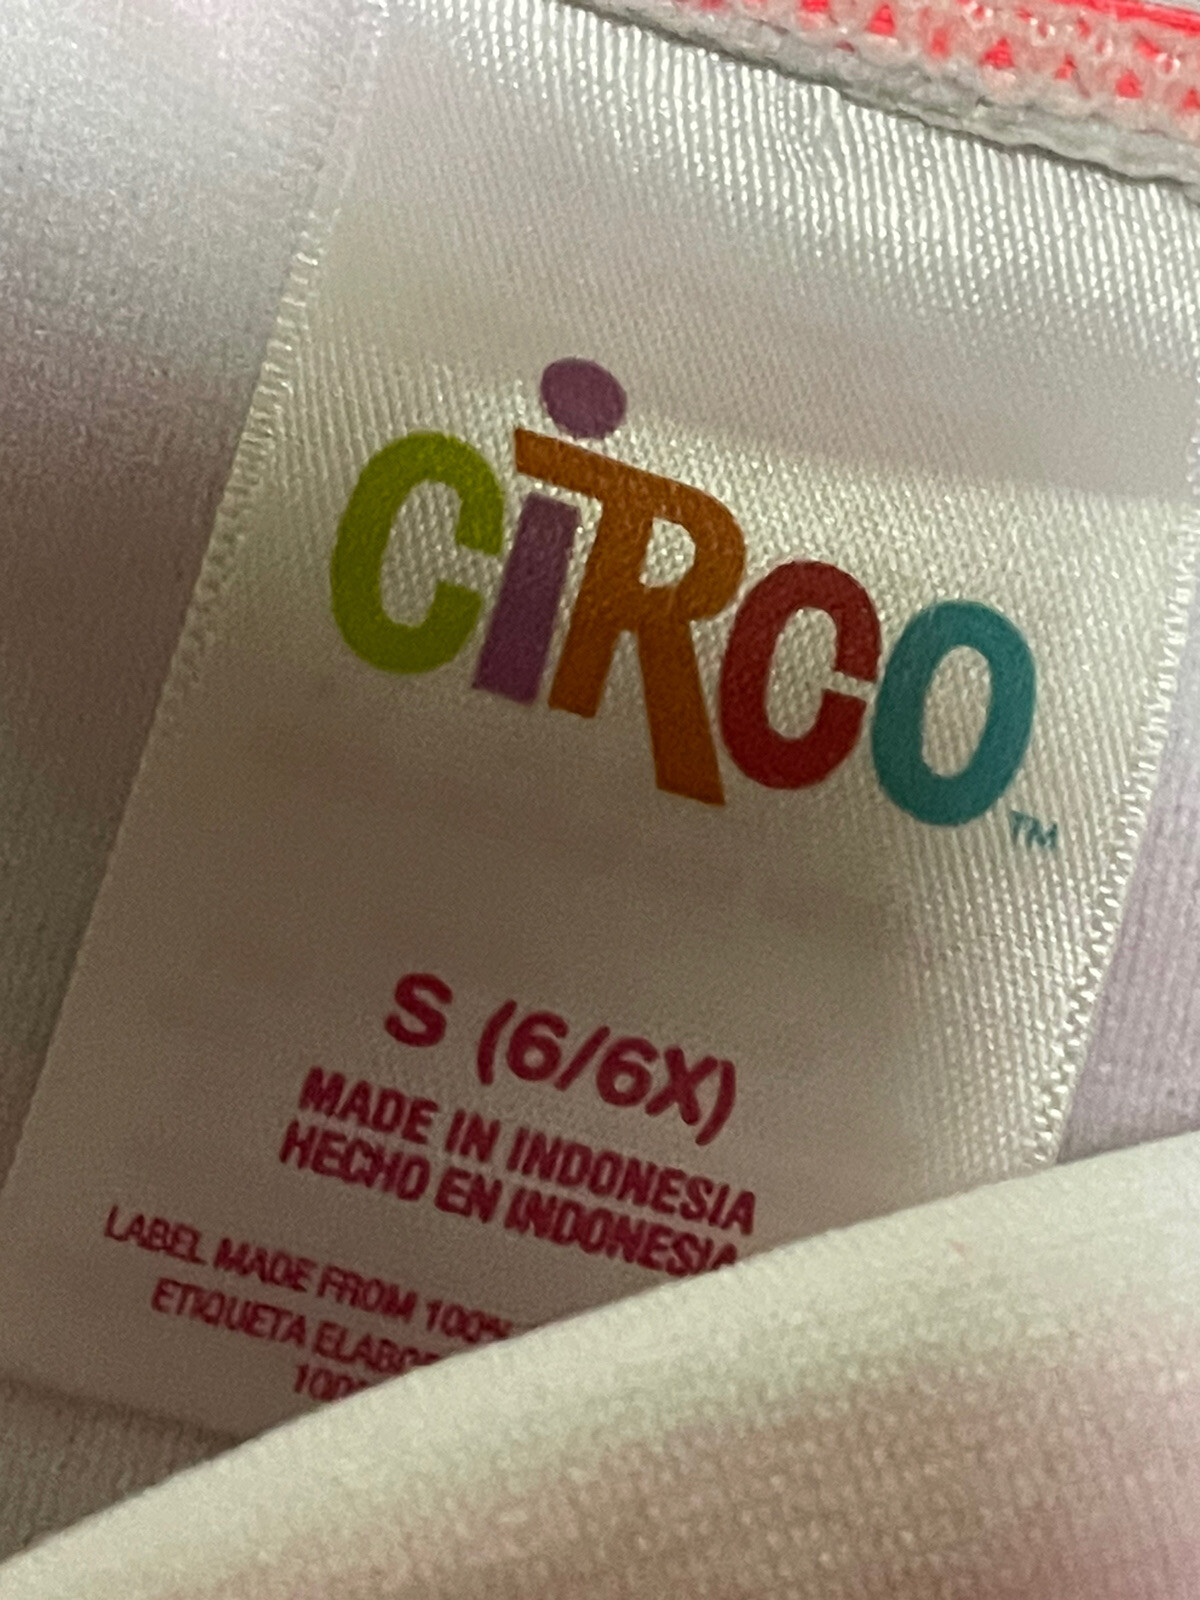 CiRCO™
S (6/6X)
MADE IN INDONESIA
HECHO EN INDONESIA
LABEL MADE FROM 100%
ETIQUETA